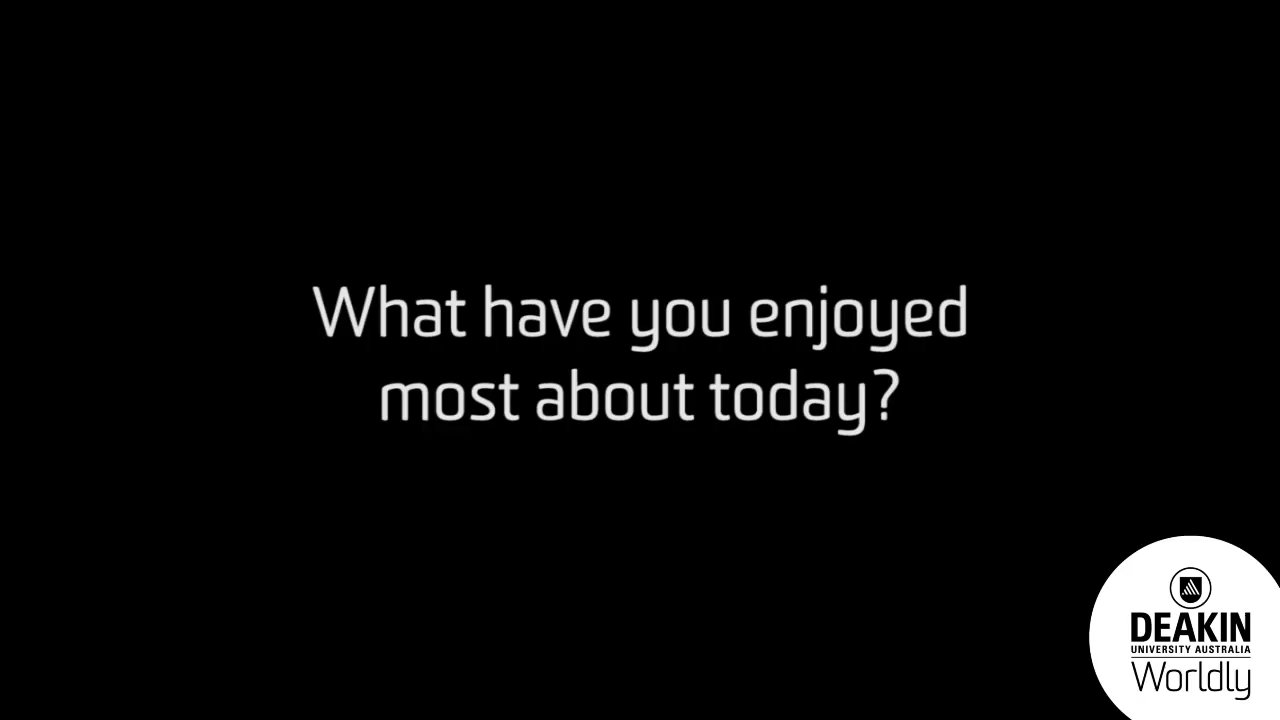 What have you enjoyed
most about today?
DEAKIN
UNIVERSITY AUSTRALIA
Worldly